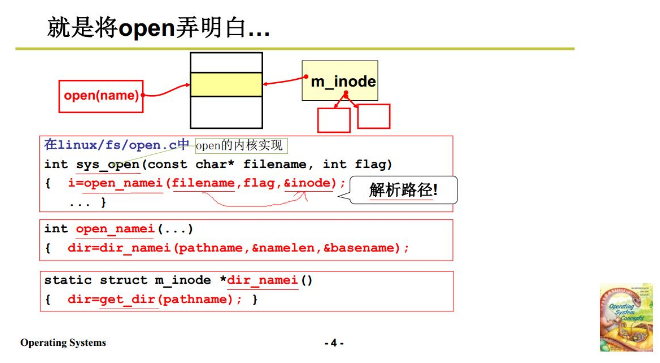 就是将open弄明白…
open(name)
m_inode
在linux/fs/open.c中 open的内核实现
int sys_open(const char* filename, int flag)
{ i=open_namei(filename,flag,&inode);
... }
解析路径!
int open_namei(...)
{ dir=dir_namei(pathname,&namelen,&basename);
static struct m_inode *dir_namei()
{ dir=get_dir(pathname); }
Operating Systems
- 4 -
Operating
System
Concepts